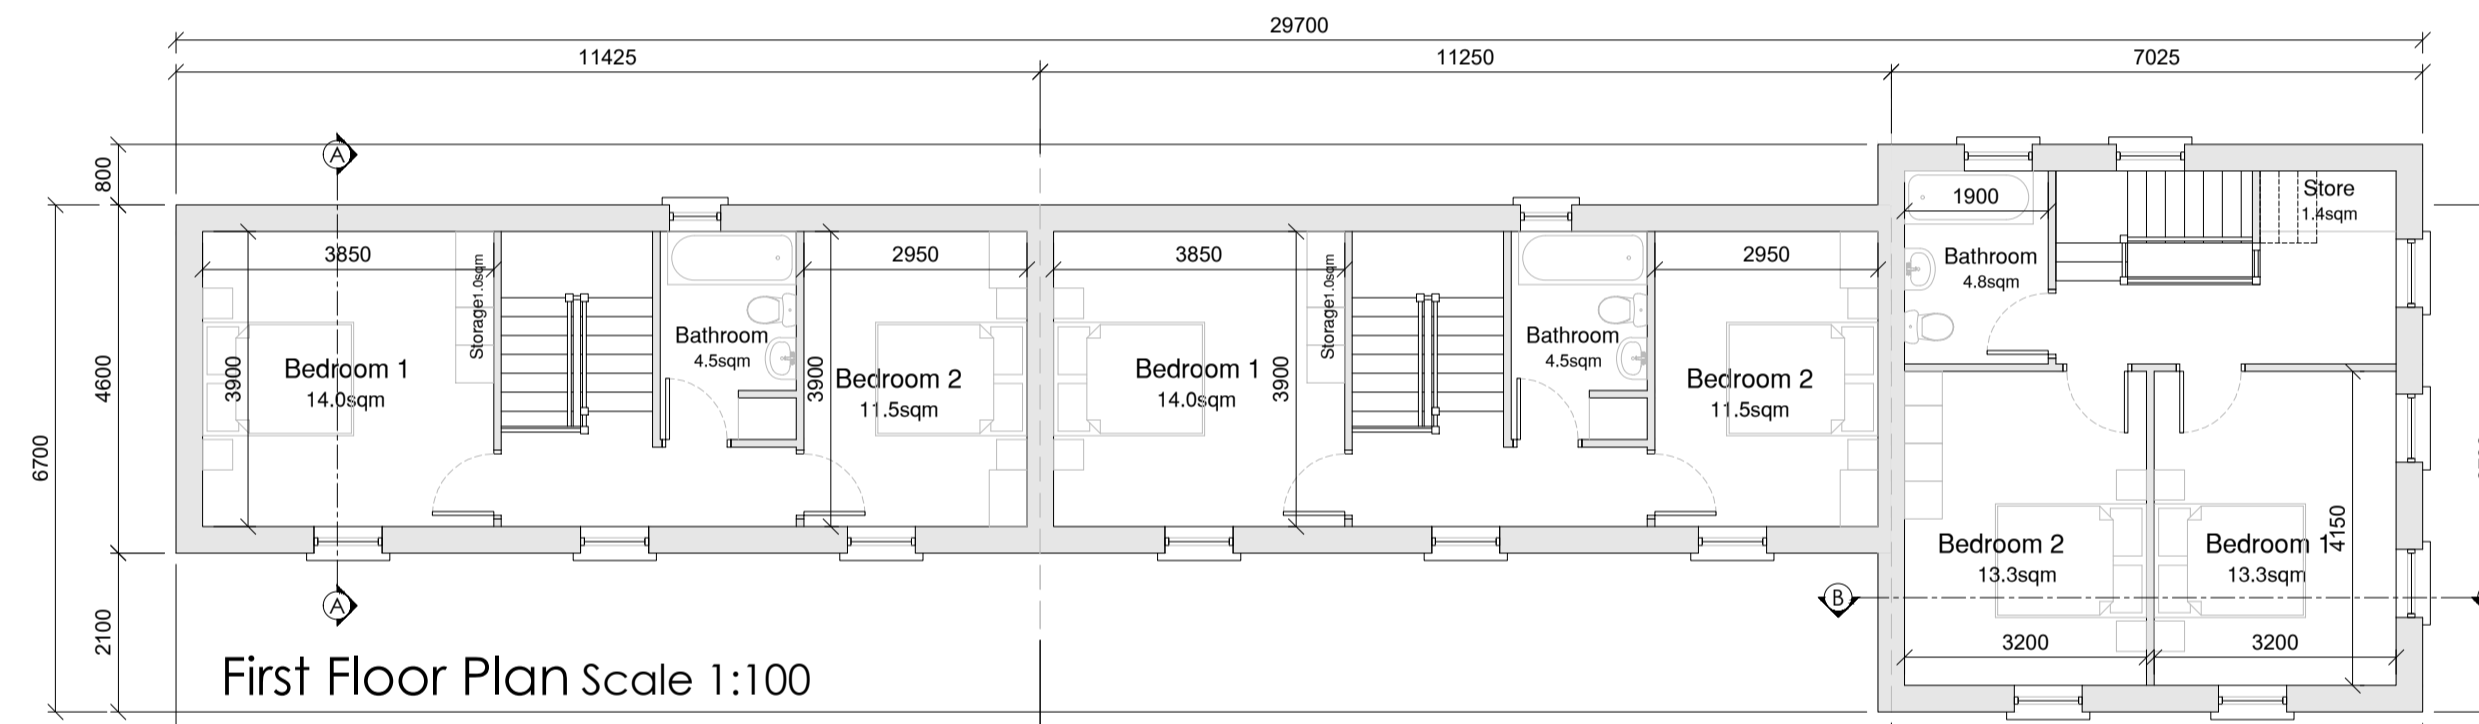 29700
11425
11250
7025
A
800
4600
6700
2100
3850
3900
Bedroom 1
14.0sqm
Storage1.0sqm
Bathroom
4.5sqm
3900
2950
Bedroom 2
11.5sqm
3850
Bedroom 1
14.0sqm
3900
Storage1.0sqm
Bathroom
4.5sqm
2950
Bedroom 2
11.5sqm
1900
Bathroom
4.8sqm
Store
1.4sqm
Bedroom 2
13.3sqm
3200
Bedroom 1
13.3sqm
4150
3200
A
B
First Floor Plan Scale 1:100